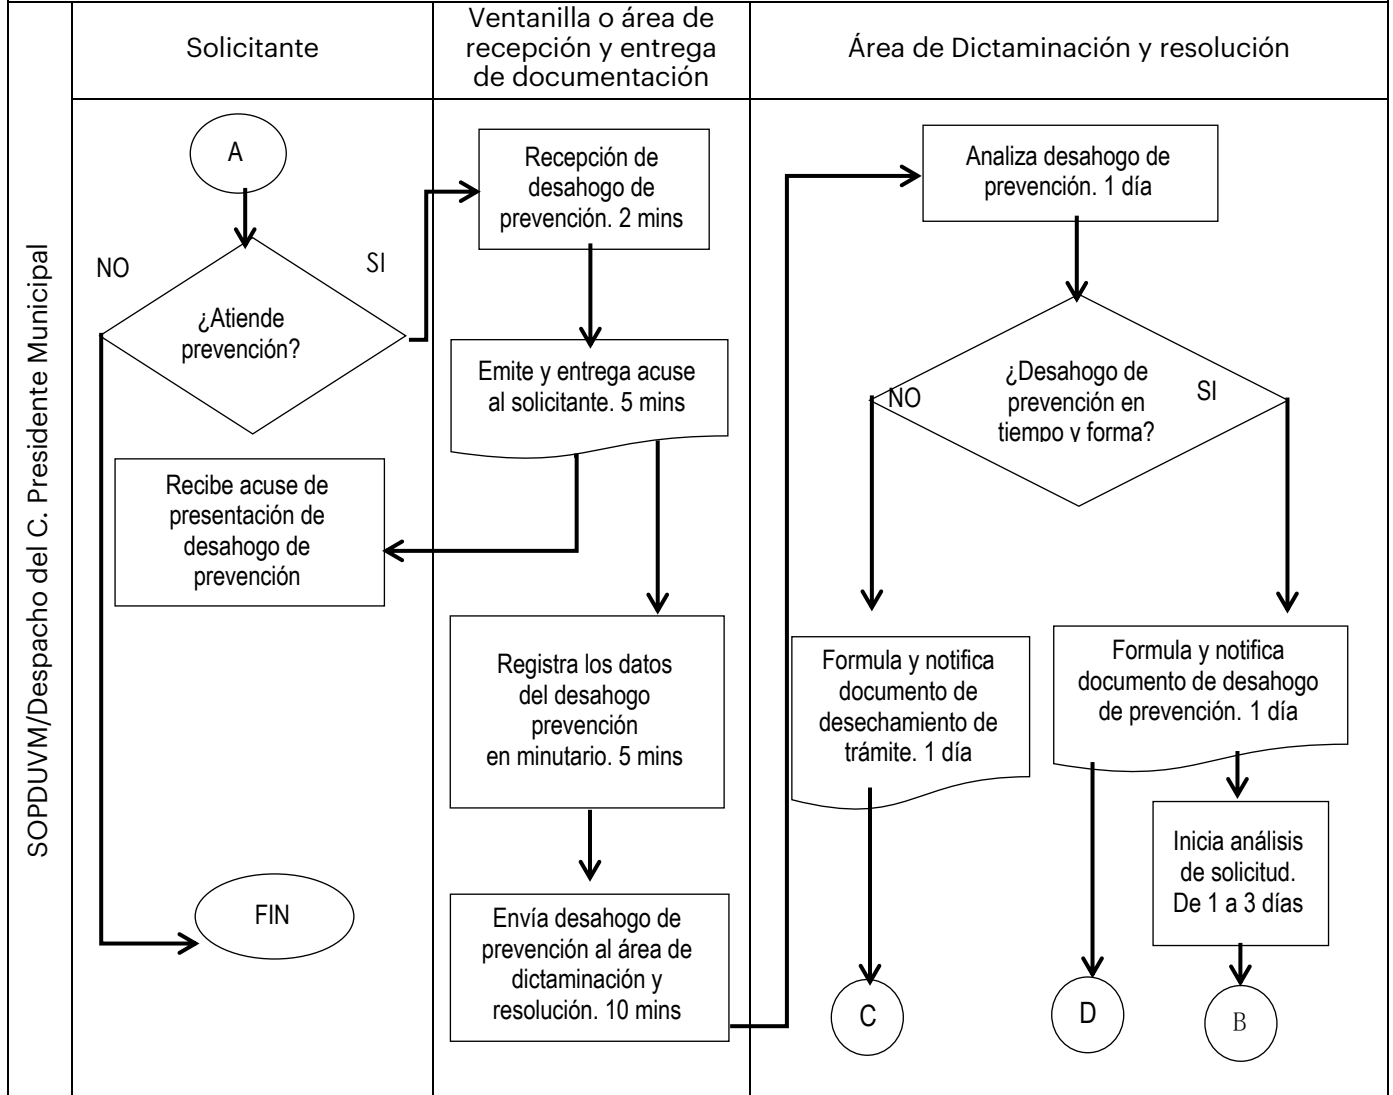 SOPDUVM/Despacho del C. Presidente Municipal
Solicitante
Ventanilla o área de
recepción y entrega
de documentación
Área de Dictaminación y resolución
A
NO
SI
¿Atiende
prevención?
Recibe acuse de
presentación de
desahogo de
prevención
FIN
Recepción de
desahogo de
prevención. 2 mins
Emite y entrega acuse
al solicitante. 5 mins
Registra los datos
del desahogo
prevención
en minutario. 5 mins
Envía desahogo de
prevención al área de
dictaminación y
resolución. 10 mins
Analiza desahogo de
prevención. 1 día
¿Desahogo de
prevención en
tiempo y forma?
NO
SI
Formula y notifica
documento de
desechamiento de
trámite. 1 día
Formula y notifica
documento de desahogo
de prevención. 1 día
Inicia análisis
de solicitud.
De 1 a 3 días
C
D
B